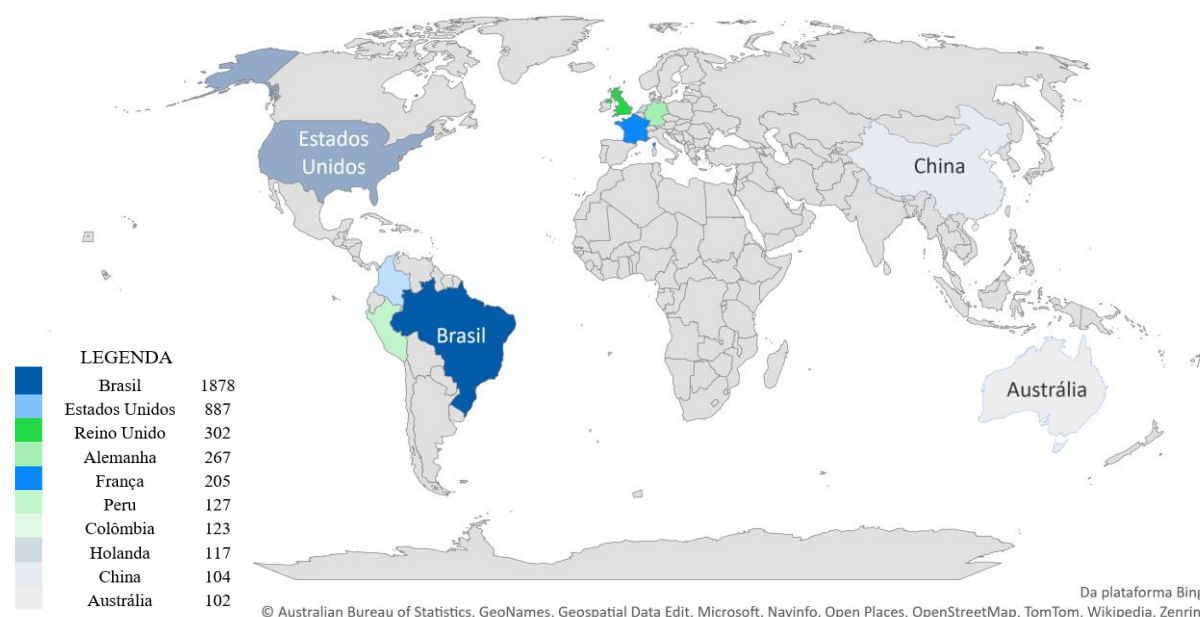 Estados
Unidos
China
Brasil
Austrália
LEGENDA
Brasil 1878
Estados Unidos 887
Reino Unido 302
Alemanha 267
França 205
Peru 127
Colômbia 123
Holanda 117
China 104
Austrália 102
Da plataforma Bing
© Australian Bureau of Statistics, GeoNames, Geospatial Data Edit, Microsoft, Navinfo, Open Places, OpenStreetMap, TomTom, Wikipedia, Zenrin